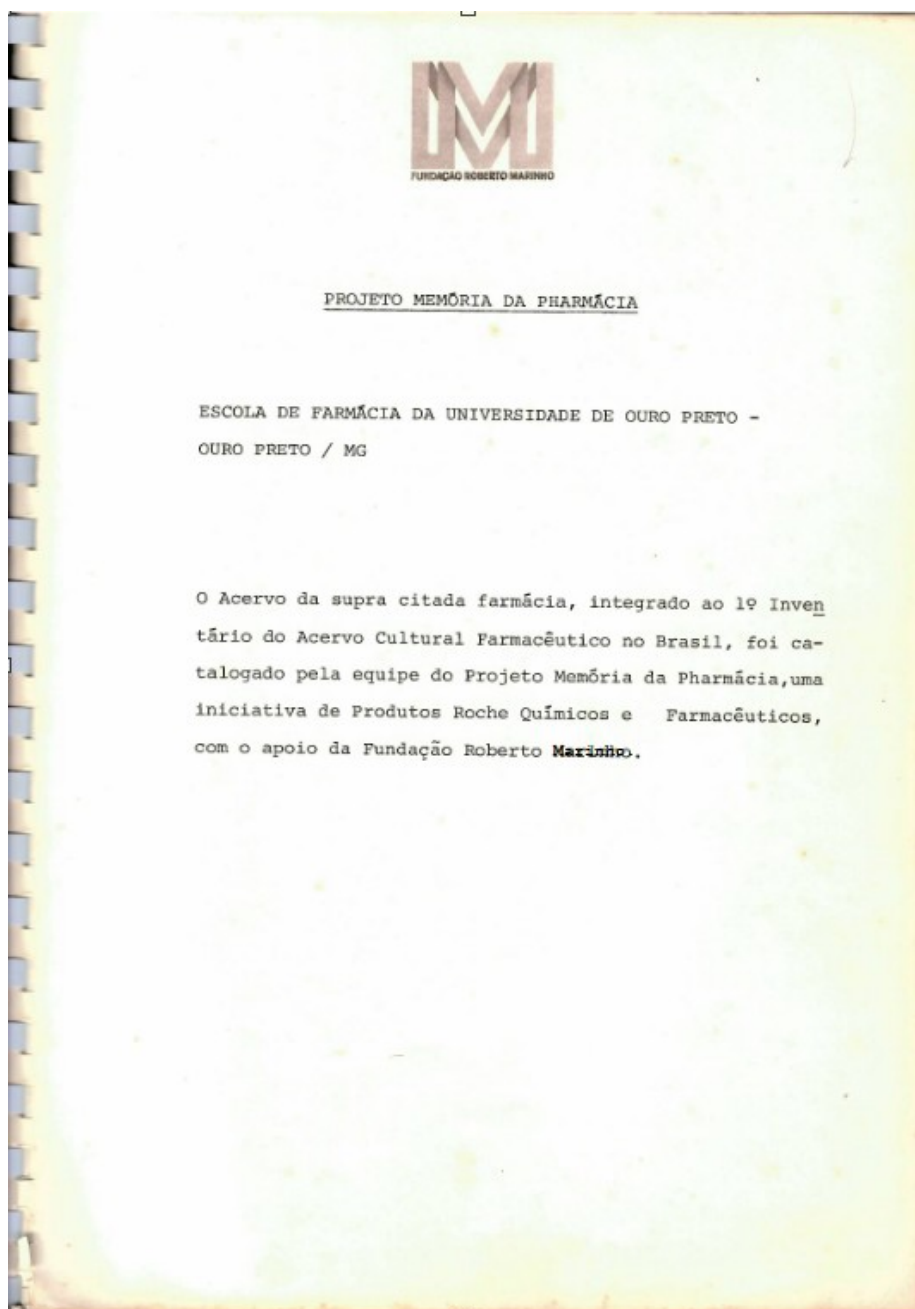 FUNDAÇÃO ROBERTO MARINHO
PROJETO MEMÓRIA DA PHARMÁCIA
ESCOLA DE FARMÁCIA DA UNIVERSIDADE DE OURO PRETO -
OURO PRETO / MG
O Acervo da supra citada farmácia, integrado ao 1º Inven
tário do Acervo Cultural Farmacêutico no Brasil, foi ca-
talogado pela equipe do Projeto Memória da Pharmácia,uma
iniciativa de Produtos Roche Químicos e Farmacêuticos,
com o apoio da Fundação Roberto Marinho.